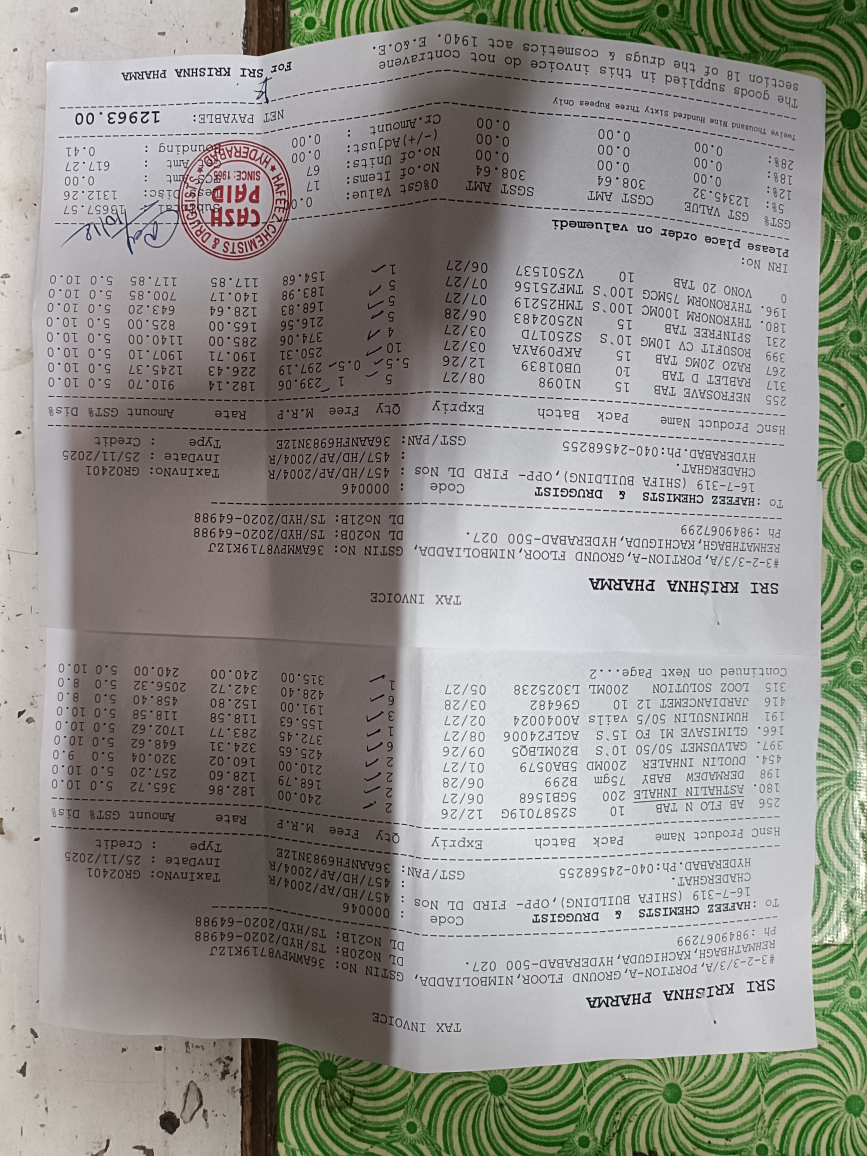 TAX INVOICE
SRI KRISHNA PHARMA
#3-2-3/3/A, PORTION-A, GROUND FLOOR, NIMBOLIADDA, GSTIN No: 36AWMPV8719K1ZJ
REHMATHBAGH, KACHIGUDA, HYDERABAD-500 027. DL No20B: TS/HYD/2020-64988
Ph :9849067299 DL No21B: TS/HYD/2020-64988
To :HAFEEZ CHEMISTS & DRUGGIST Code : 000046
16-7-319 (SHIFA BUILDING), OPP- FIRD DL Nos : 457/HD/AP/2004/R TaxInvNo: GR02401
CHADERGHAT. : 457/HD/AP/2004/R InvDate : 25/11/2025
HYDERABAD.Ph:040-24568255 GST/PAN: 36AANFH6983N1ZE Type : Credit
HsnC Product Name Pack Batch Expriy Qty Free M.R.P Rate Amount GST% Dis%
256 AB FLO N TAB 10 S2587019G 12/26 2 240.00 182.86 365.72 5.0 10.0
180. ASTHALIN INHALE 200 5GB1568 06/27 2 168.79 128.60 257.20 5.0 10.0
198 DERMADEW BABY 75gm B299 06/28 2 210.00 160.02 320.04 5.0 9.0
454. DUOLIN INHALER 200MD SBA0579 01/27 2 425.65 324.31 648.62 5.0 10.0
397. GALVUSNET 50/50 10`S B20MLBQ5 09/26 6 372.45 283.77 1702.62 5.0 10.0
166. GLIMISAVE M1 FO 15`S AGLF24006 08/27 1 155.63 118.58 118.58 5.0 10.0
191 HUMINSULIN 50/5 vails A0040024 02/27 3 191.00 152.80 458.40 5.0 8.0
416 JARDIANCEMET 12 10 G96482 03/28 6 428.40 342.72 2056.32 5.0 8.0
315 LOOZ SOLUTION 200ML L3025238 05/27 1 315.00 240.00 240.00 5.0 10.0
Continued on Next Page...2
TAX INVOICE
SRI KRISHNA PHARMA
#3-2-3/3/A, PORTION-A, GROUND FLOOR, NIMBOLIADDA, GSTIN No: 36AWMPV8719K1ZJ
REHMATHBAGH, KACHIGUDA, HYDERABAD-500 027. DL No20B: TS/HYD/2020-64988
Ph :9849067299 DL No21B: TS/HYD/2020-64988
To :HAFEEZ CHEMISTS & DRUGGIST Code : 000046
16-7-319 (SHIFA BUILDING), OPP- FIRD DL Nos : 457/HD/AP/2004/R TaxInvNo: GR02401
CHADERGHAT. : 457/HD/AP/2004/R InvDate : 25/11/2025
HYDERABAD.Ph:040-24568255 GST/PAN: 36AANFH6983N1ZE Type : Credit
HsnC Product Name Pack Batch Expriy Qty Free M.R.P Rate Amount GST% Dis%
255 NEFROSAVE TAB 15 N1098 08/27 5 1 239.06 182.14 910.70 5.0 10.0
317 RABLET D TAB 10 UBO1839 12/26 5.5 0.5 297.19 226.43 1245.37 5.0 10.0
267 RAZO 20MG TAB 15 AKP09AYA 03/27 10 250.31 190.71 1907.10 5.0 10.0
399 ROSUFIT CV 10MG 10`S S25017D 03/27 4 374.06 285.00 1140.00 5.0 10.0
231 SPINFREE TAB 15 N2502483 06/28 5 216.56 165.00 825.00 5.0 10.0
180. THYRONORM 100MC 100`S THM25219 07/27 5 168.83 128.64 643.20 5.0 10.0
196. THYRONORM 75MCG 100`S TMF25156 07/27 5 183.98 140.17 700.85 5.0 10.0
0 VONO 20 TAB 10 V2501537 06/27 1 154.68 117.85 117.85 5.0 10.0
IRN No:
Please place order on valuemedi
GST% GST VALUE CGST AMT SGST AMT 0%Gst Value: 0.00 SubTotal : 13657.57
5%: 12345.32 308.64 308.64 No.of Items: 17 Less Disc: 1312.26
12%: 0.00 0.00 0.00 No.of Units: 67 PCS Amt : 0.00
18%: 0.00 0.00 0.00 (-/+)Adjust: 0.00 GST Amt : 617.27
28%: 0.00 0.00 0.00 Cr.Amount : 0.00 Rounding : 0.41
HAFEEZ CHEMISTS & DRUGGISTS
HYDERABAD
CASH
PAID
SINCE: 1965
Twelve Thousand Nine Hundred Sixty Three Rupees Only
NET PAYABLE: 12963.00
The goods supplied in this invoice do not contravene
section 18 of the drugs & cosmetics act 1940. E.&O.E.
For SRI KRISHNA PHARMA